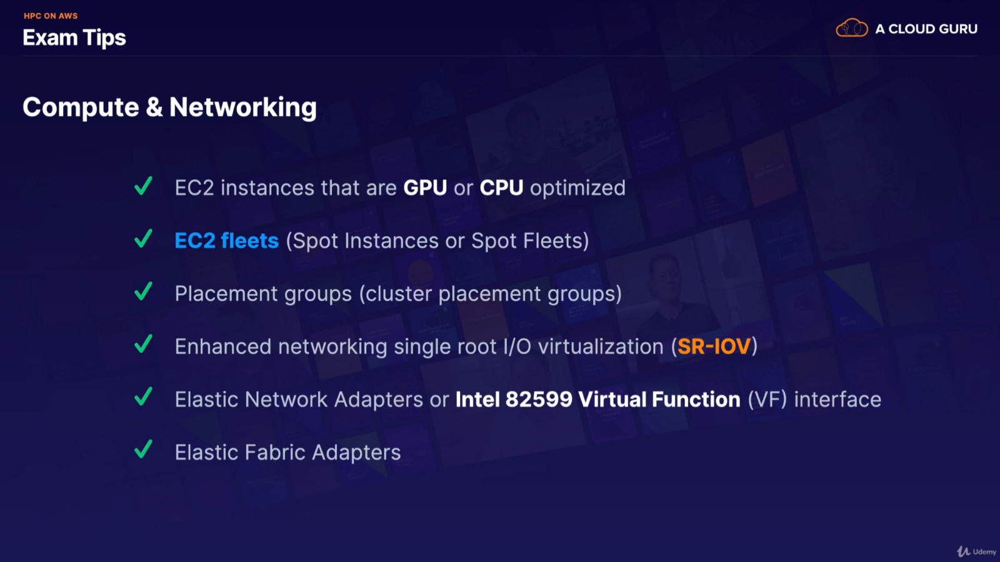 HPC ON AWS
Exam Tips
A CLOUD GURU
Compute & Networking
EC2 instances that are GPU or CPU optimized
EC2 fleets (Spot Instances or Spot Fleets)
Placement groups (cluster placement groups)
Enhanced networking single root I/O virtualization (SR-IOV)
Elastic Network Adapters or Intel 82599 Virtual Function (VF) interface
Elastic Fabric Adapters
Udemy